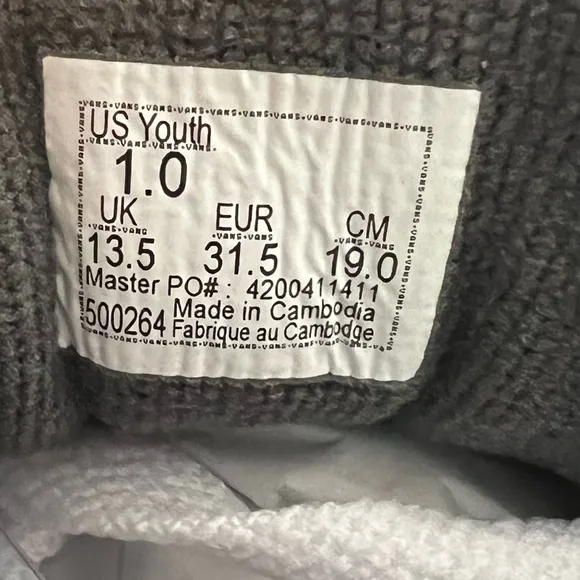 US Youth
1.0
UK EUR CM
13.5 31.5 19.0
Master PO# : 4200411411
Made in Cambodia
500264 Fabrique au Cambodge